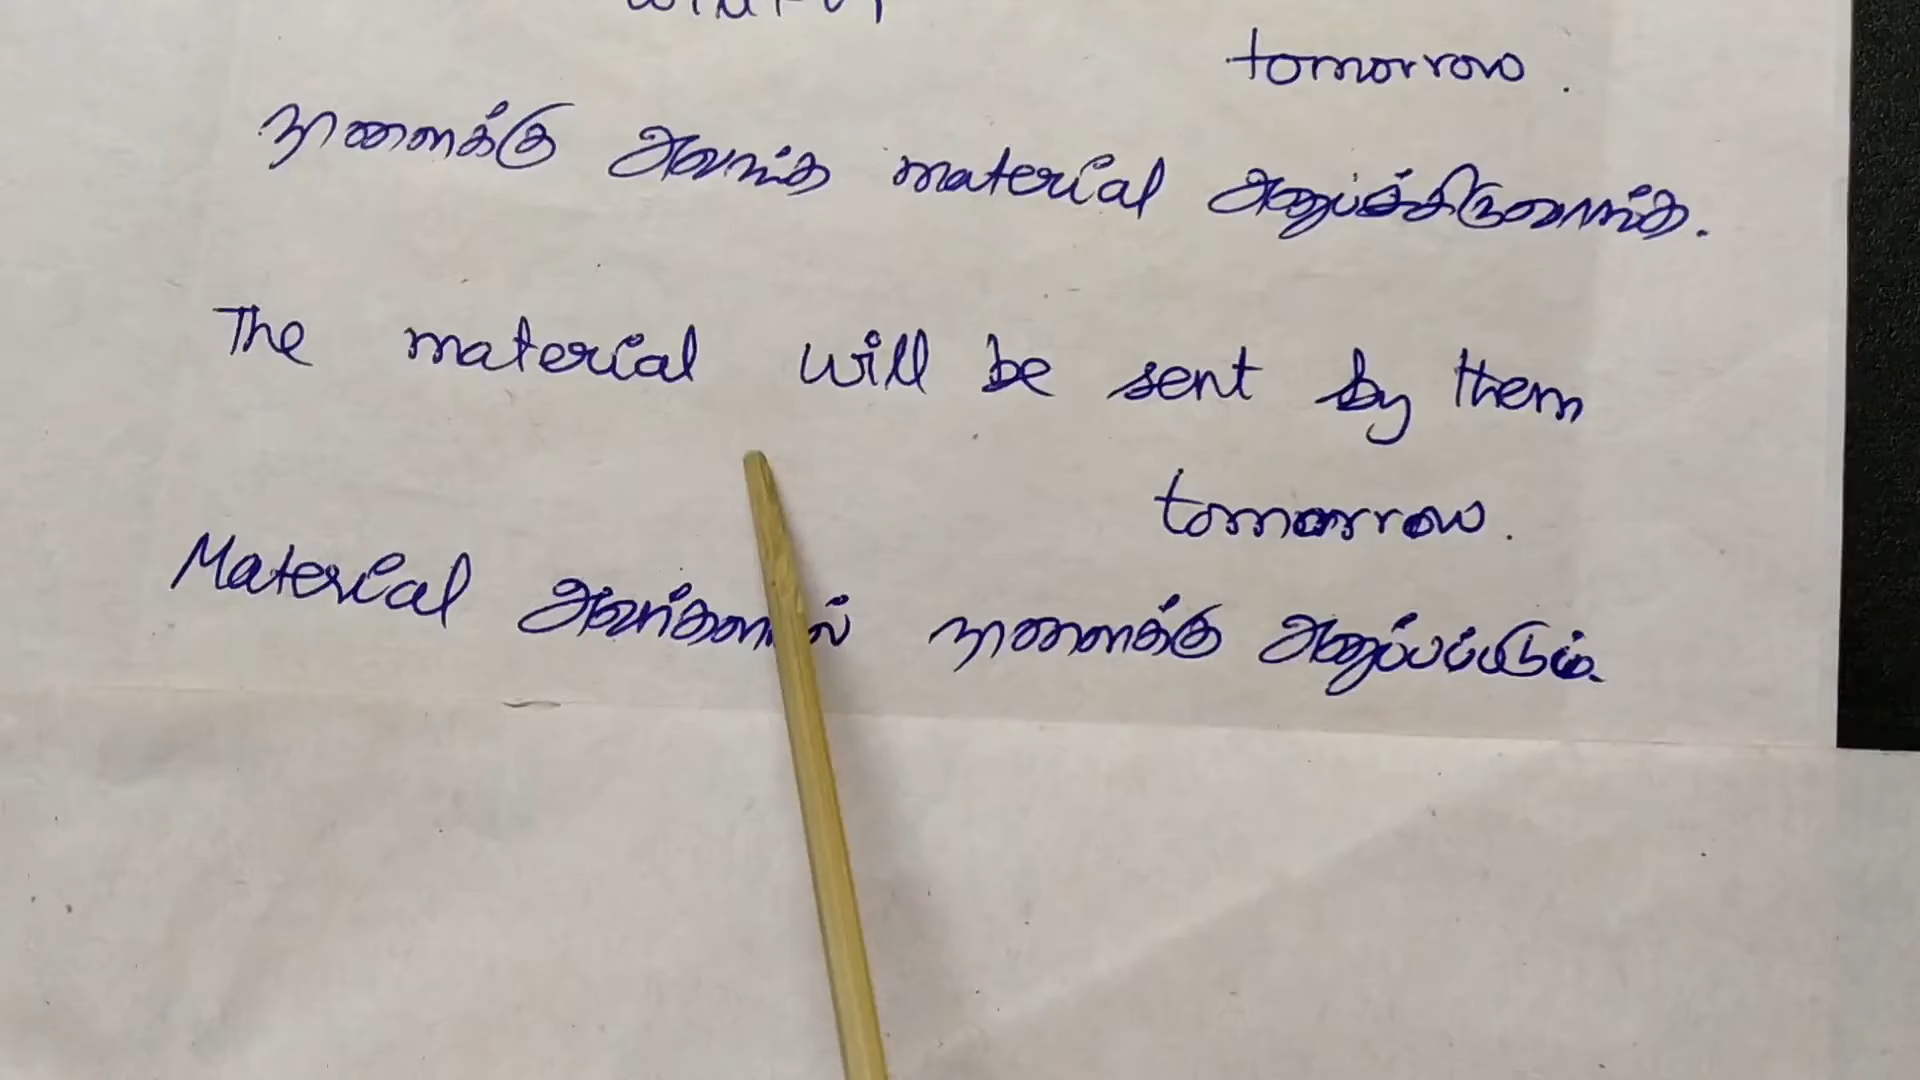 tomorrow.
நாளைக்கு அவங்க material அனுப்சிருவாங்க.
The material will be sent by them
tomorrow.
Material அவர்களால் நாளைக்கு அனுப்பப்படும்.